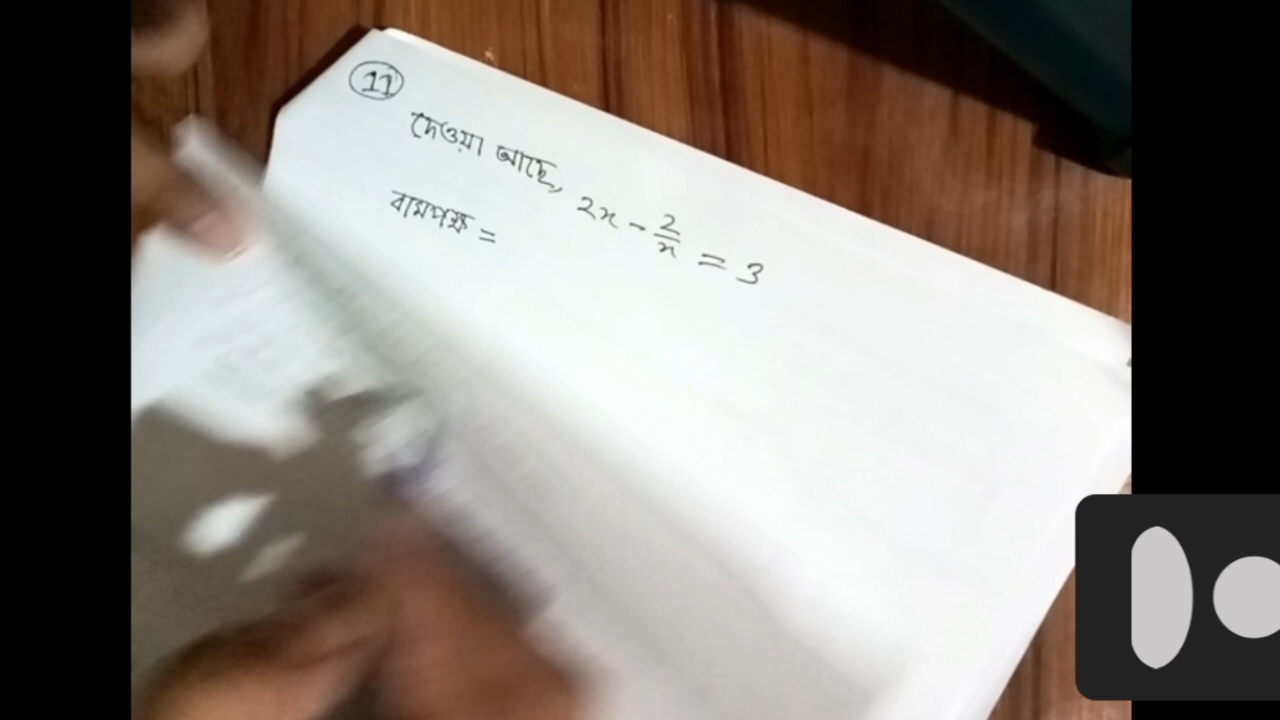 11
দেওয়া আছে, 2x - 2/x = 3
বামপক্ষ =